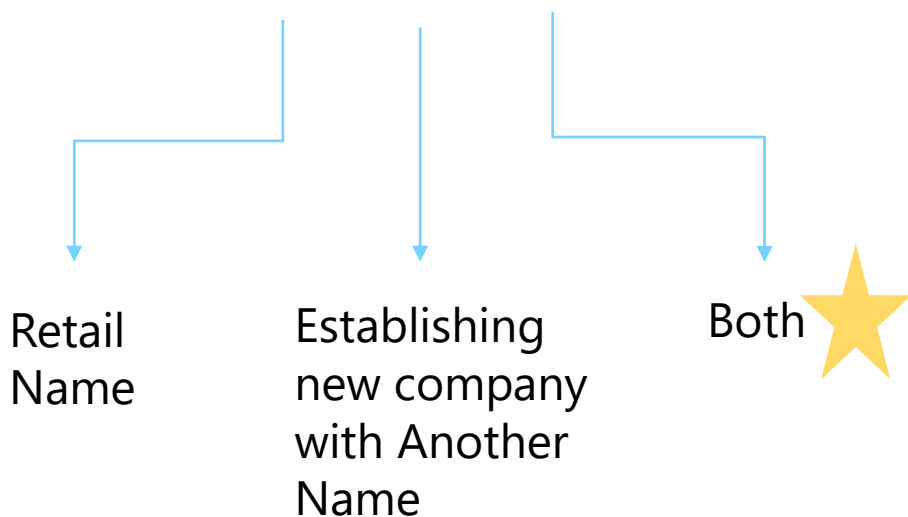 Retail
Name
Establishing
new company
with Another
Name
Both